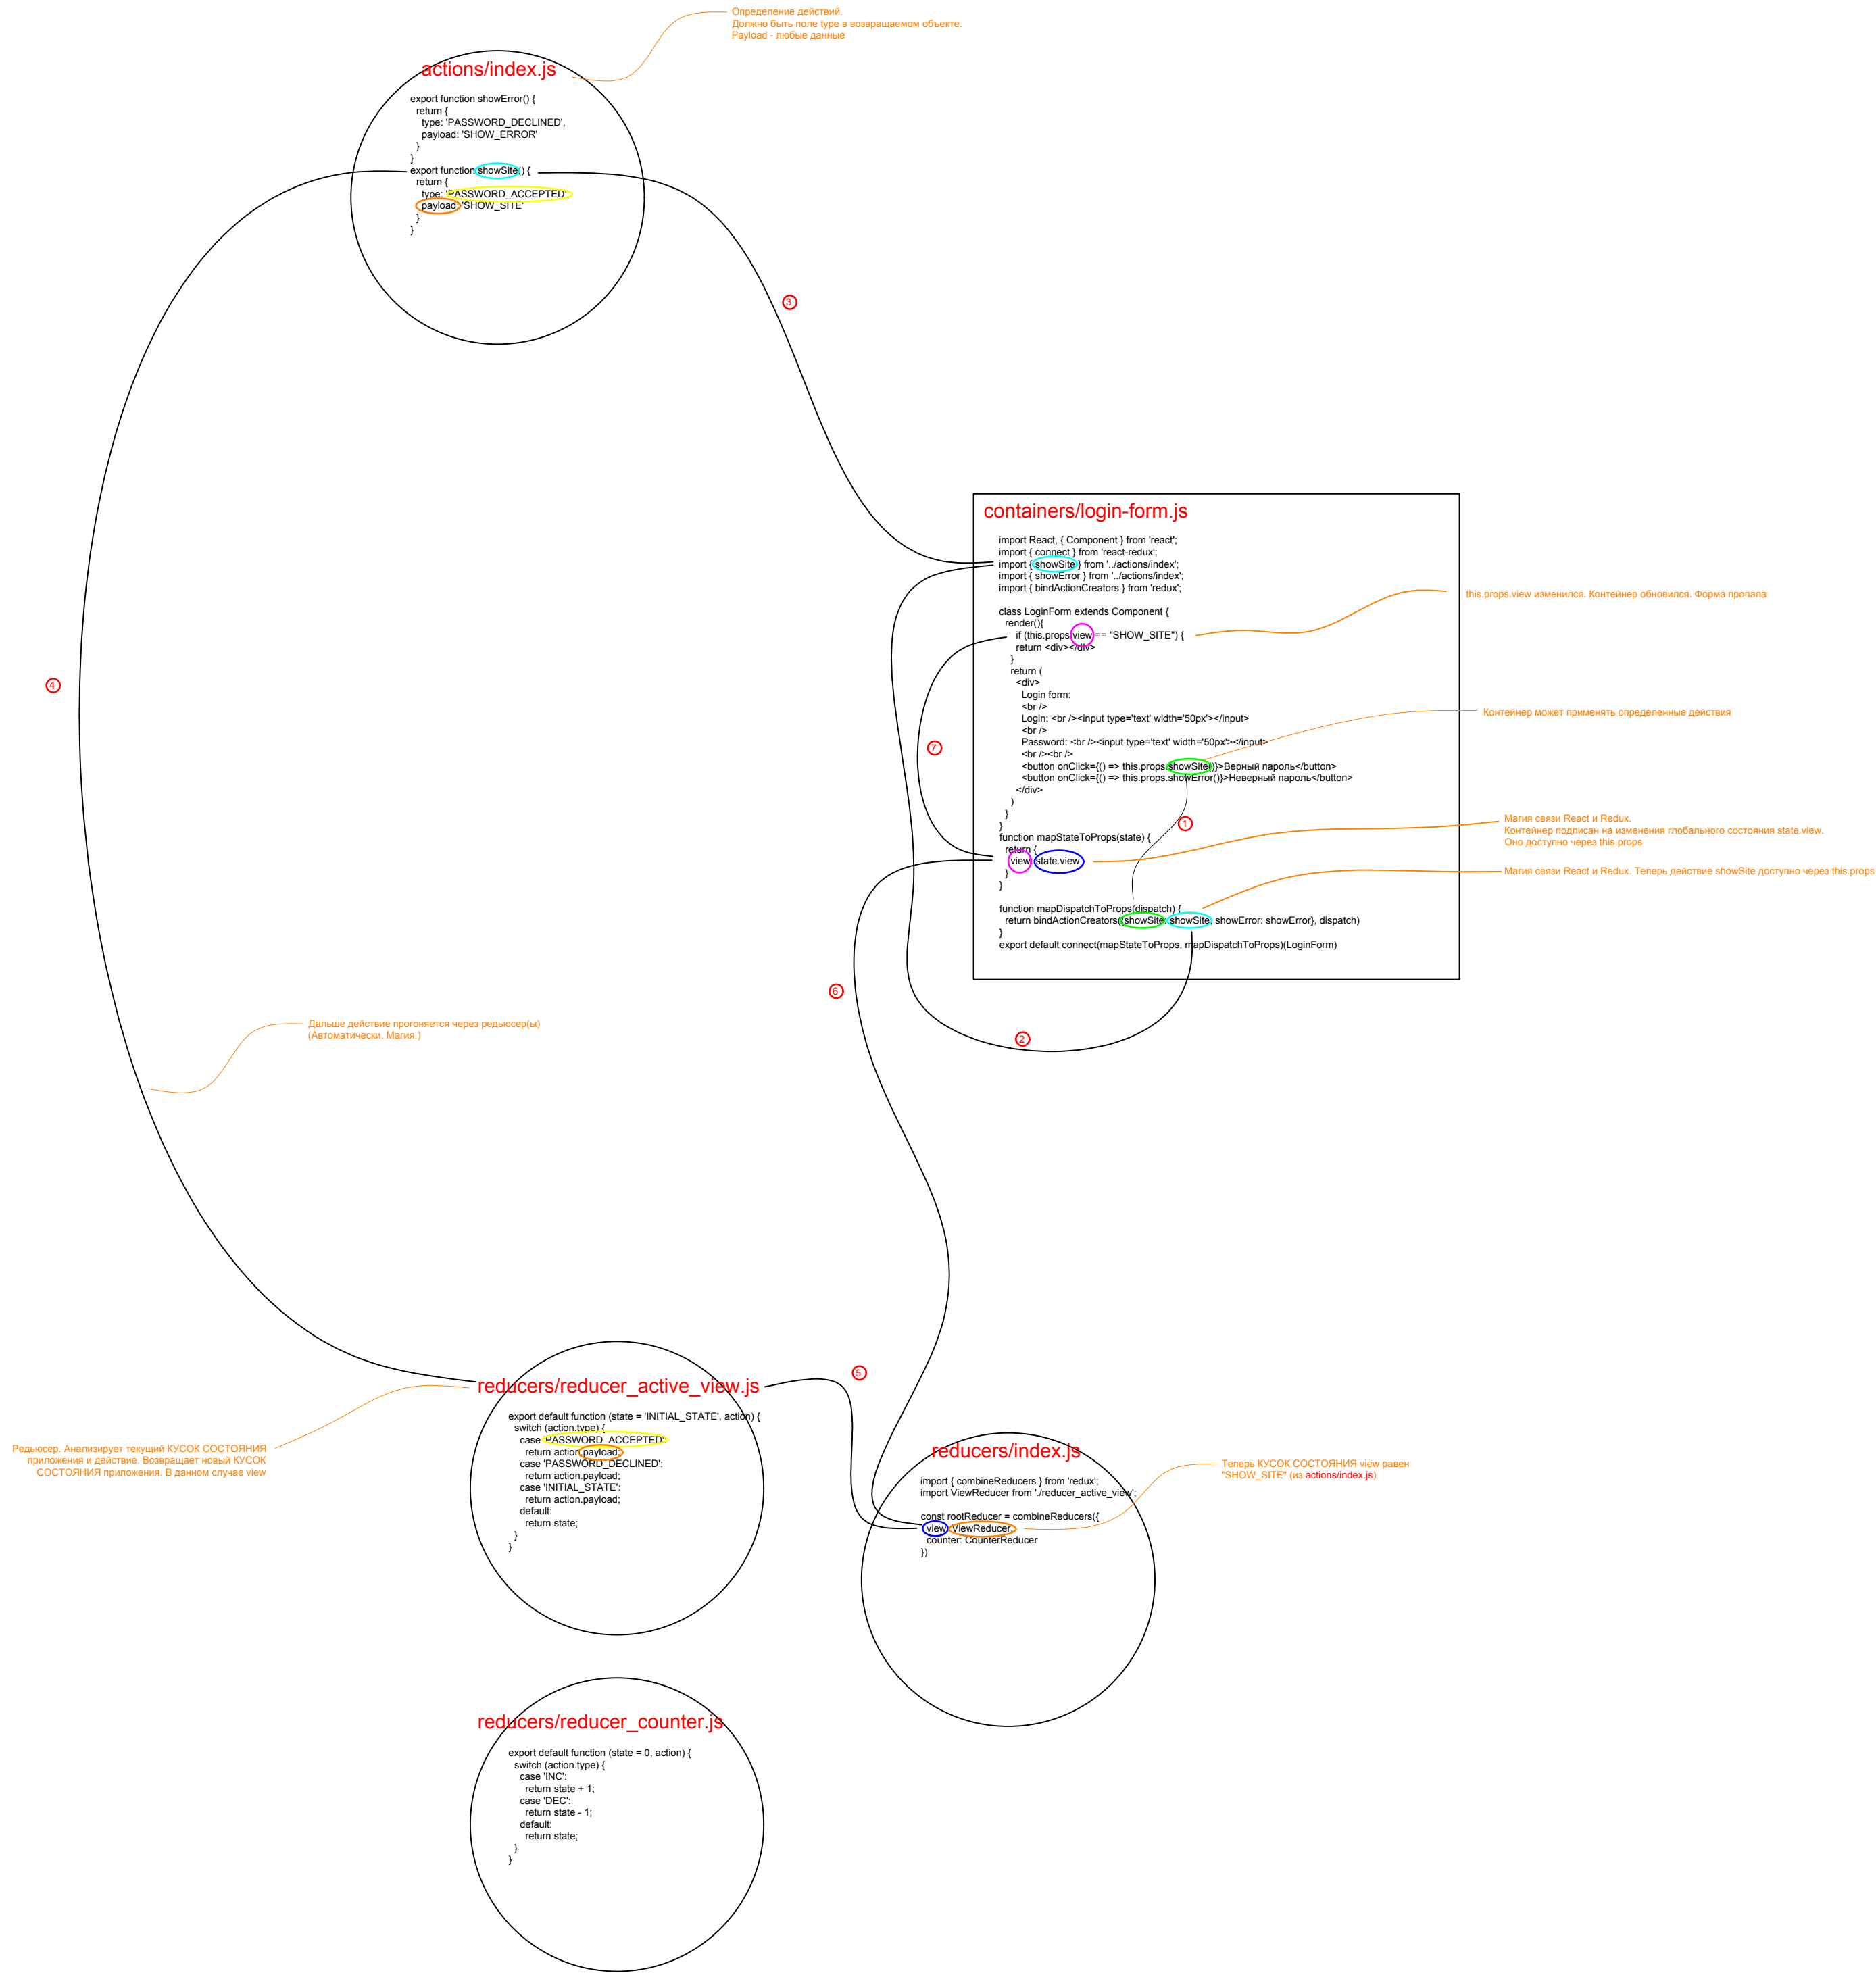 Определение действий.
Должно быть поле type в возвращаемом объекте.
Payload - любые данные
actions/index.js
export function showError() {
return {
type: 'PASSWORD_DECLINED',
payload: 'SHOW_ERROR'
}
}
export function showSite() {
return {
type: 'PASSWORD_ACCEPTED',
payload: 'SHOW_SITE'
}
}
3
containers/login-form.js
import React, { Component } from 'react';
import { connect } from 'react-redux';
import { showSite } from '../actions/index';
import { showError } from '../actions/index';
import { bindActionCreators } from 'redux';
class LoginForm extends Component {
render(){
if (this.props.view == "SHOW_SITE") {
return <div></div>
}
return (
<div>
Login form:
<br />
Login: <br /><input type='text' width='50px'></input>
<br />
Password: <br /><input type='text' width='50px'></input>
<br /><br />
<button onClick={() => this.props.showSite()}>Верный пароль</button>
<button onClick={() => this.props.showError()}>Неверный пароль</button>
</div>
)
}
}
function mapStateToProps(state) {
return {
view: state.view
}
}
function mapDispatchToProps(dispatch) {
return bindActionCreators({showSite: showSite, showError: showError}, dispatch)
}
export default connect(mapStateToProps, mapDispatchToProps)(LoginForm)
this.props.view изменился. Контейнер обновился. Форма пропала
Контейнер может применять определенные действия
Магия связи React и Redux.
Контейнер подписан на изменения глобального состояния state.view.
Оно доступно через this.props
Магия связи React и Redux. Теперь действие showSite доступно через this.props
4
7
1
6
2
Дальше действие прогоняется через редьюсер(ы)
(Автоматически. Магия.)
5
reducers/reducer_active_view.js
export default function (state = 'INITIAL_STATE', action) {
switch (action.type) {
case 'PASSWORD_ACCEPTED':
return action.payload;
case 'PASSWORD_DECLINED':
return action.payload;
case 'INITIAL_STATE':
return action.payload;
default:
return state;
}
}
Редьюсер. Анализирует текущий КУСОК СОСТОЯНИЯ
приложения и действие. Возвращает новый КУСОК
СОСТОЯНИЯ приложения. В данном случае view
reducers/index.js
import { combineReducers } from 'redux';
import ViewReducer from './reducer_active_view';
const rootReducer = combineReducers({
view: ViewReducer,
counter: CounterReducer
})
Теперь КУСОК СОСТОЯНИЯ view равен
"SHOW_SITE" (из actions/index.js)
reducers/reducer_counter.js
export default function (state = 0, action) {
switch (action.type) {
case 'INC':
return state + 1;
case 'DEC':
return state - 1;
default:
return state;
}
}